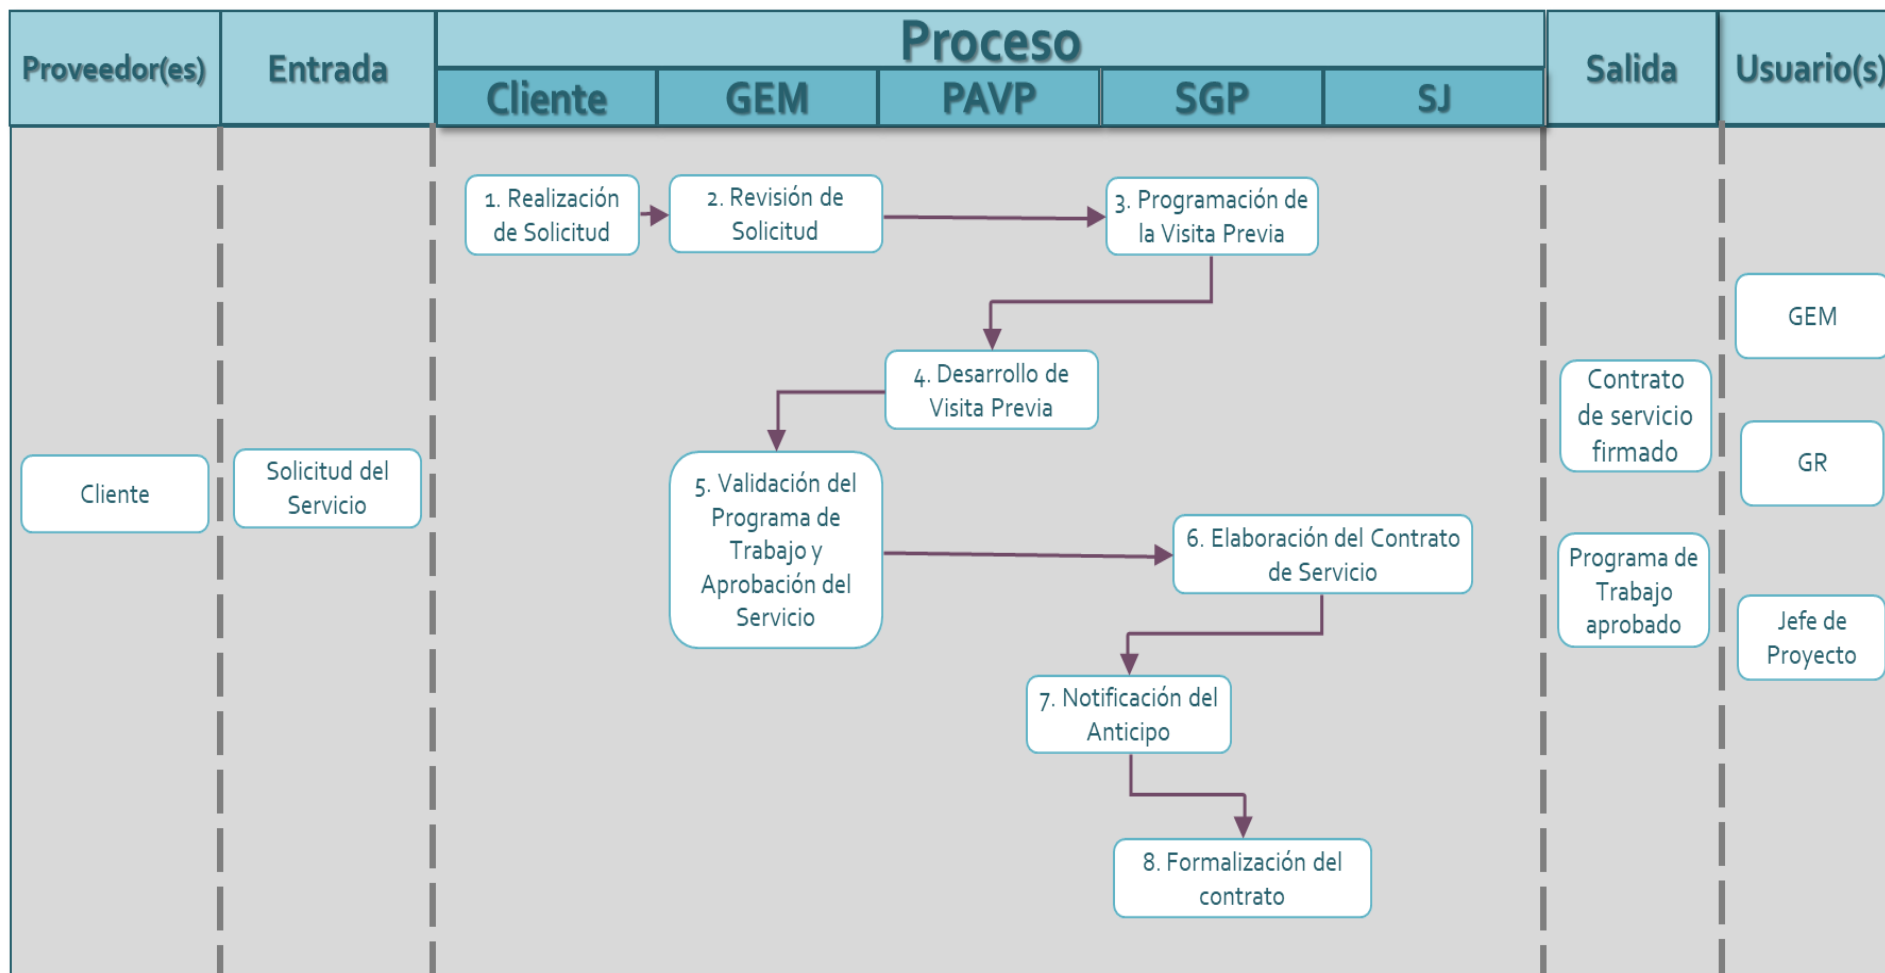 Proveedor(es)
Entrada
Proceso
Salida
Usuario(s)
Cliente
GEM
PAVP
SGP
SJ
1. Realización
de Solicitud
2. Revisión de
Solicitud
3. Programación de
la Visita Previa
4. Desarrollo de
Visita Previa
Cliente
Solicitud del
Servicio
5. Validación del
Programa de
Trabajo y
Aprobación del
Servicio
6. Elaboración del Contrato
de Servicio
7. Notificación del
Anticipo
8. Formalización del
contrato
Contrato
de servicio
firmado
Programa de
Trabajo
aprobado
GEM
GR
Jefe de
Proyecto